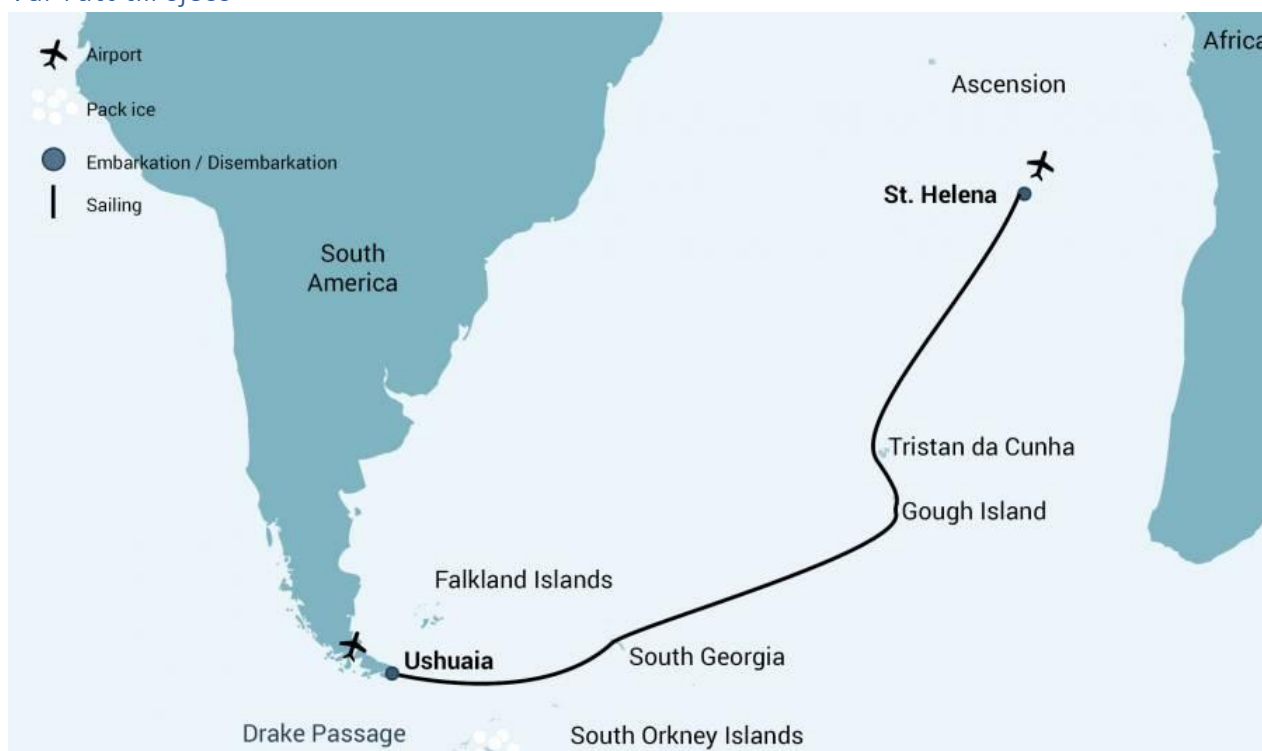 Airport
Pack ice
Embarkation / Disembarkation
Sailing
Africa
Ascension
St. Helena
South
America
Tristan da Cunha
Gough Island
Falkland Islands
Ushuaia
South Georgia
Drake Passage
South Orkney Islands